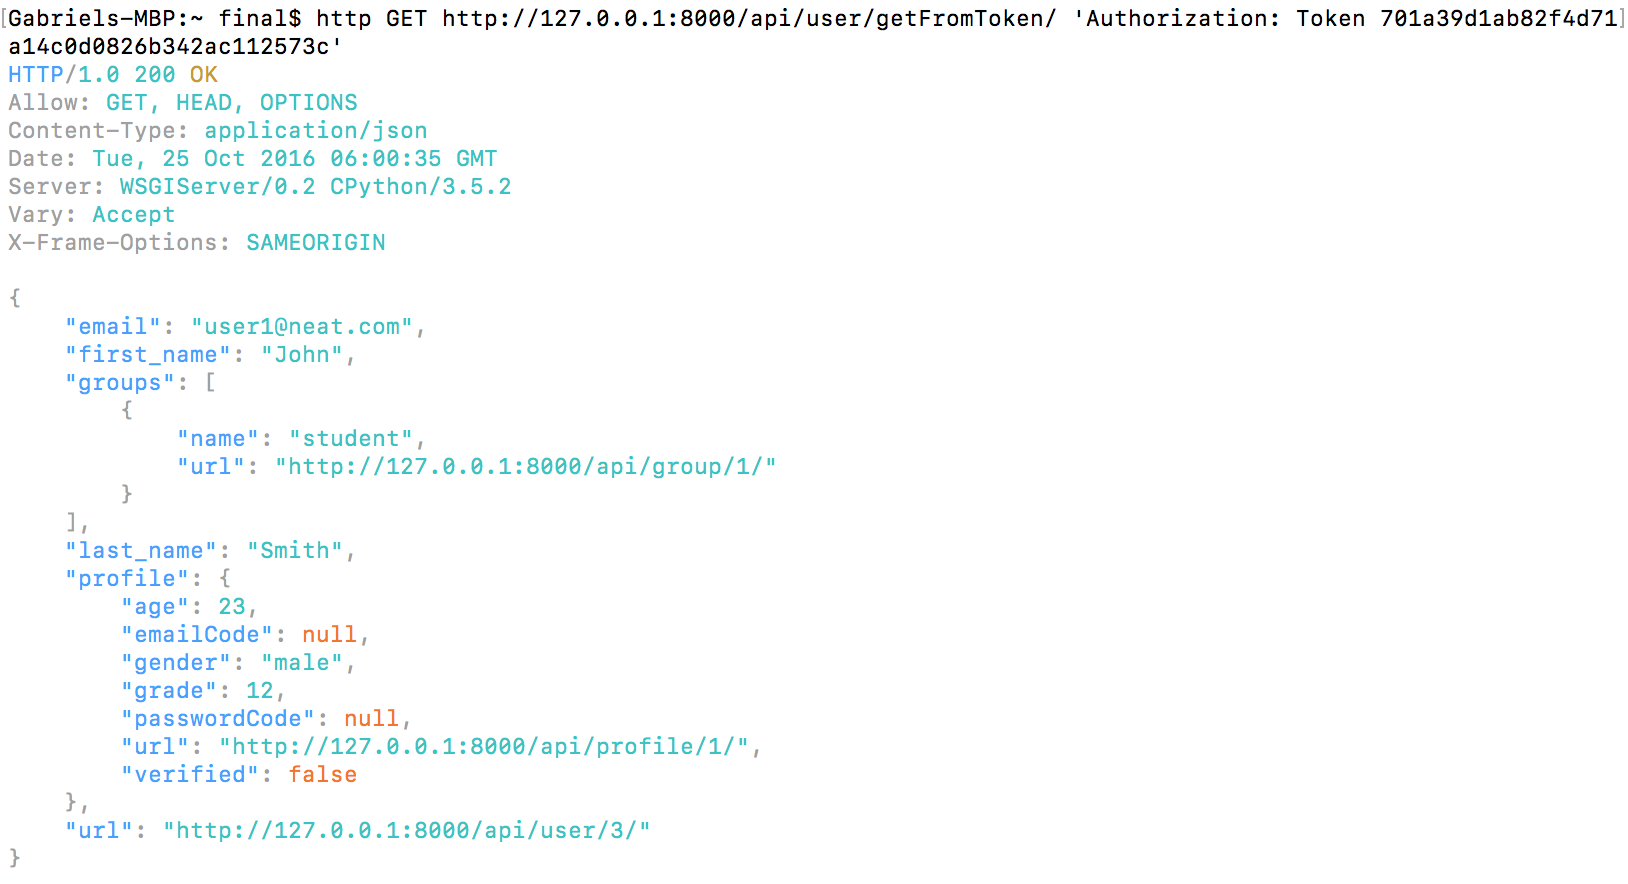 [Gabriels-MBP:~ final$ http GET http://127.0.0.1:8000/api/user/getFromToken/ 'Authorization: Token 701a39d1ab82f4d71]
a14c0d0826b342ac112573c'
HTTP/1.0 200 OK
Allow: GET, HEAD, OPTIONS
Content-Type: application/json
Date: Tue, 25 Oct 2016 06:00:35 GMT
Server: WSGIServer/0.2 CPython/3.5.2
Vary: Accept
X-Frame-Options: SAMEORIGIN

{
    "email": "user1@neat.com",
    "first_name": "John",
    "groups": [
        {
            "name": "student",
            "url": "http://127.0.0.1:8000/api/group/1/"
        }
    ],
    "last_name": "Smith",
    "profile": {
        "age": 23,
        "emailCode": null,
        "gender": "male",
        "grade": 12,
        "passwordCode": null,
        "url": "http://127.0.0.1:8000/api/profile/1/",
        "verified": false
    },
    "url": "http://127.0.0.1:8000/api/user/3/"
}